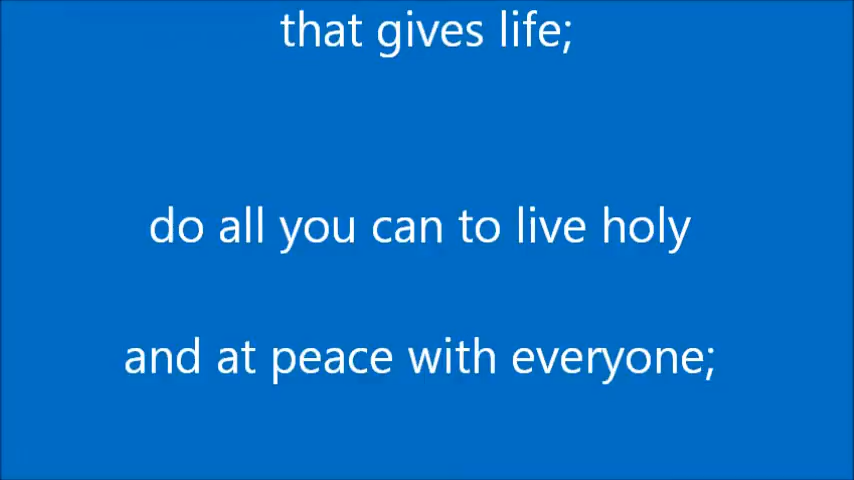 that gives life;
do all you can to live holy
and at peace with everyone;